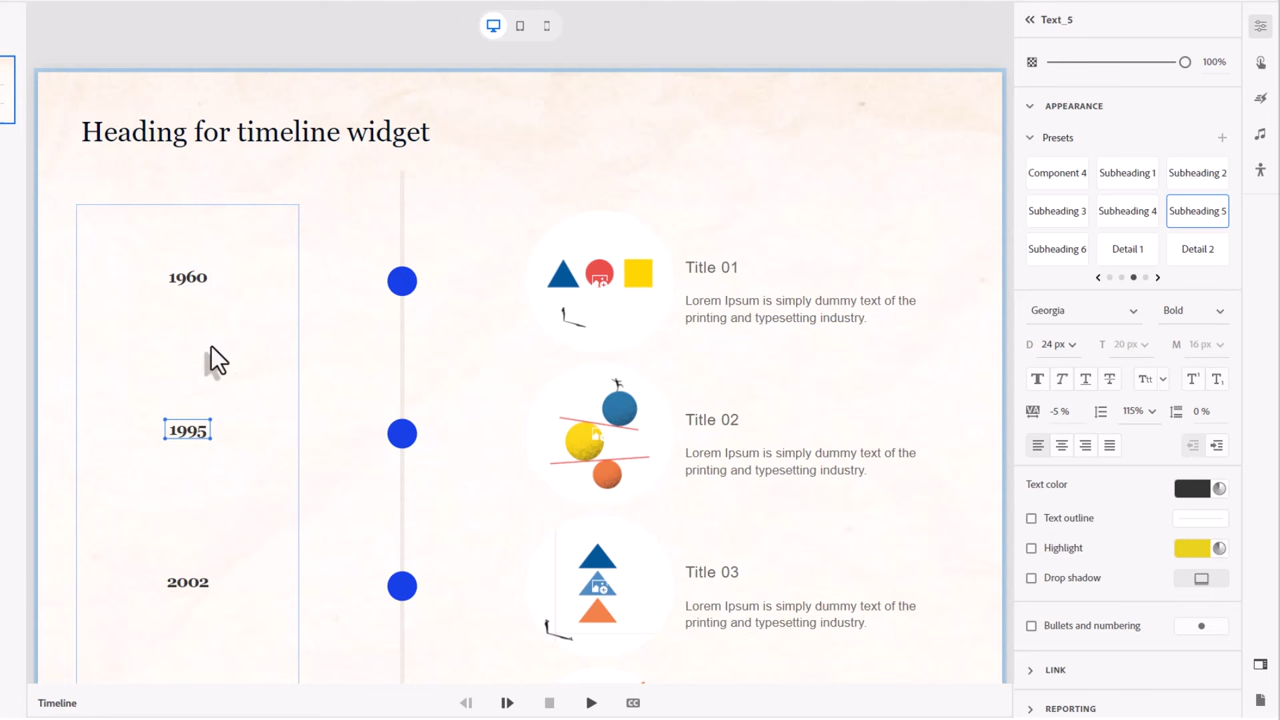 Text_5
100%
APPEARANCE
Presets
Component 4 Subheading 1 Subheading 2
Subheading 3 Subheading 4 Subheading 5
Subheading 6 Detail 1 Detail 2
Georgia Bold
D 24 px T 20 px M 16 px
T T T T Tt T T
VA -5 % 115% 0 %
Text color
Text outline
Highlight
Drop shadow
Bullets and numbering
LINK
REPORTING
Heading for timeline widget
1960
Title 01
Lorem Ipsum is simply dummy text of the
printing and typesetting industry.
1995
Title 02
Lorem Ipsum is simply dummy text of the
printing and typesetting industry.
2002
Title 03
Lorem Ipsum is simply dummy text of the
printing and typesetting industry.
Timeline
CC